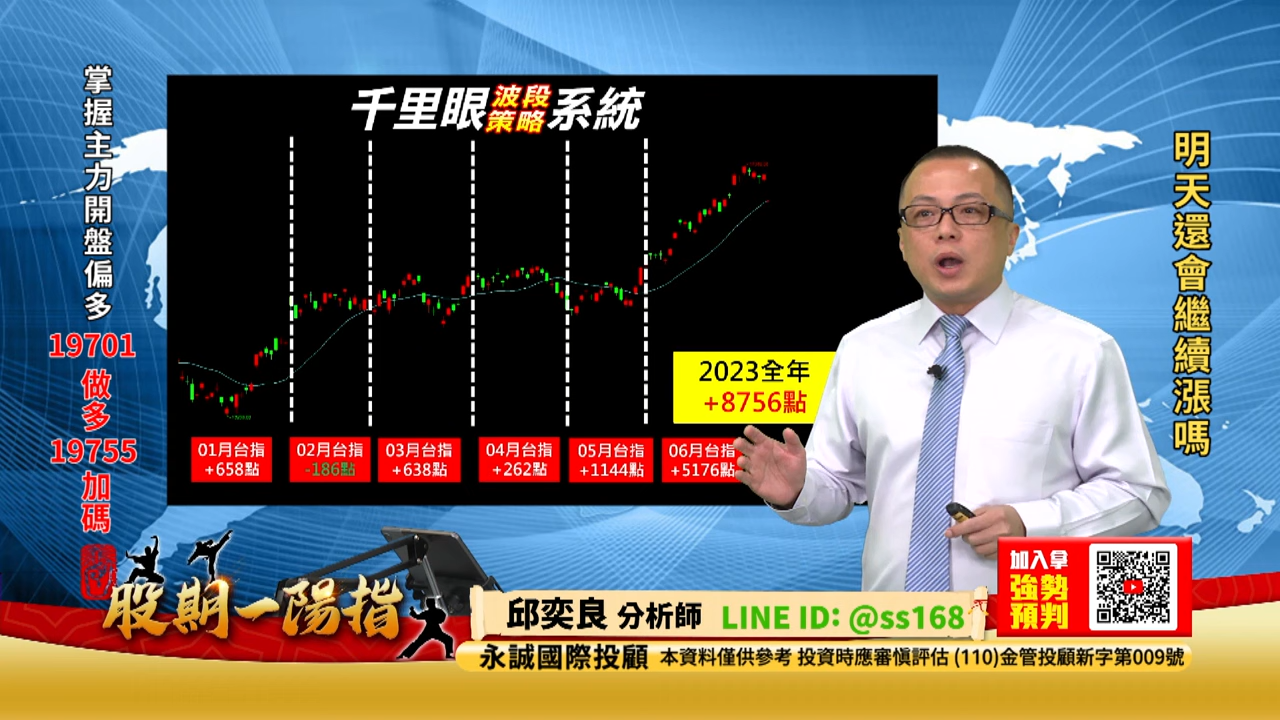 掌握主力開盤偏多
19701
做多
19755
加碼
千里眼波段策略系統
2023全年
+8756點
01月台指
+658點
02月台指
-186點
03月台指
+638點
04月台指
+262點
05月台指
+1144點
06月台指
+5176點
明天還會繼續漲嗎
股期一陽指
邱奕良 分析師 LINE ID: @ss168
加入拿
強勢
預判
永誠國際投顧 本資料僅供參考 投資時應審慎評估 (110)金管投顧新字第009號